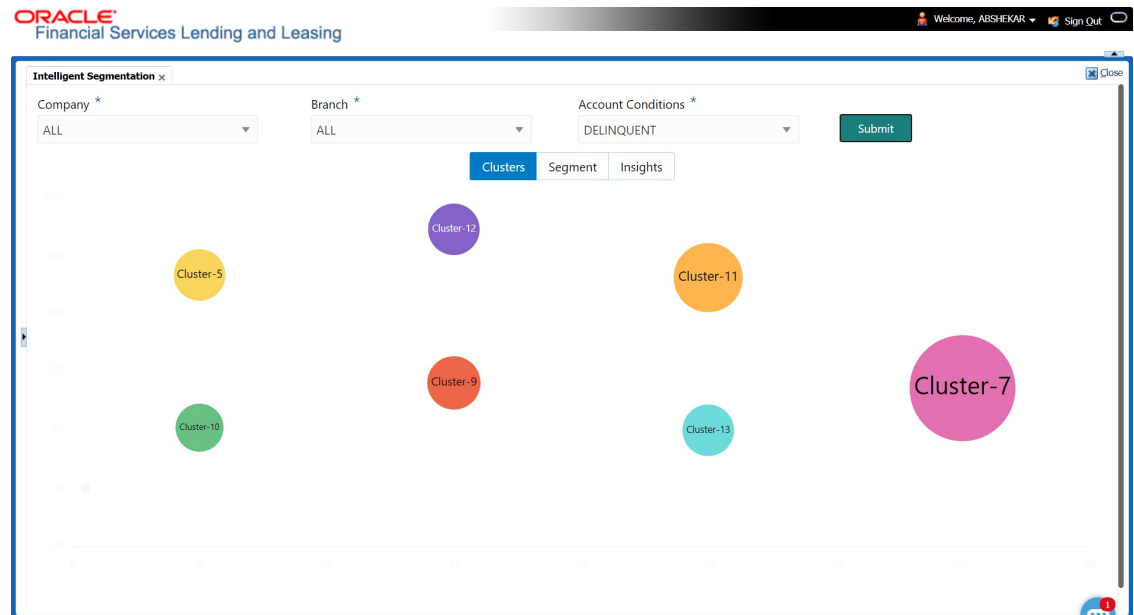 ORACLE
Financial Services Lending and Leasing
Welcome, ABSHEKAR
Sign Out
Intelligent Segmentation x
Close
Company *
Branch *
Account Conditions *
ALL
ALL
DELINQUENT
Submit
Clusters
Segment
Insights
Cluster-12
Cluster-5
Cluster-11
Cluster-7
Cluster-9
Cluster-10
Cluster-13
1